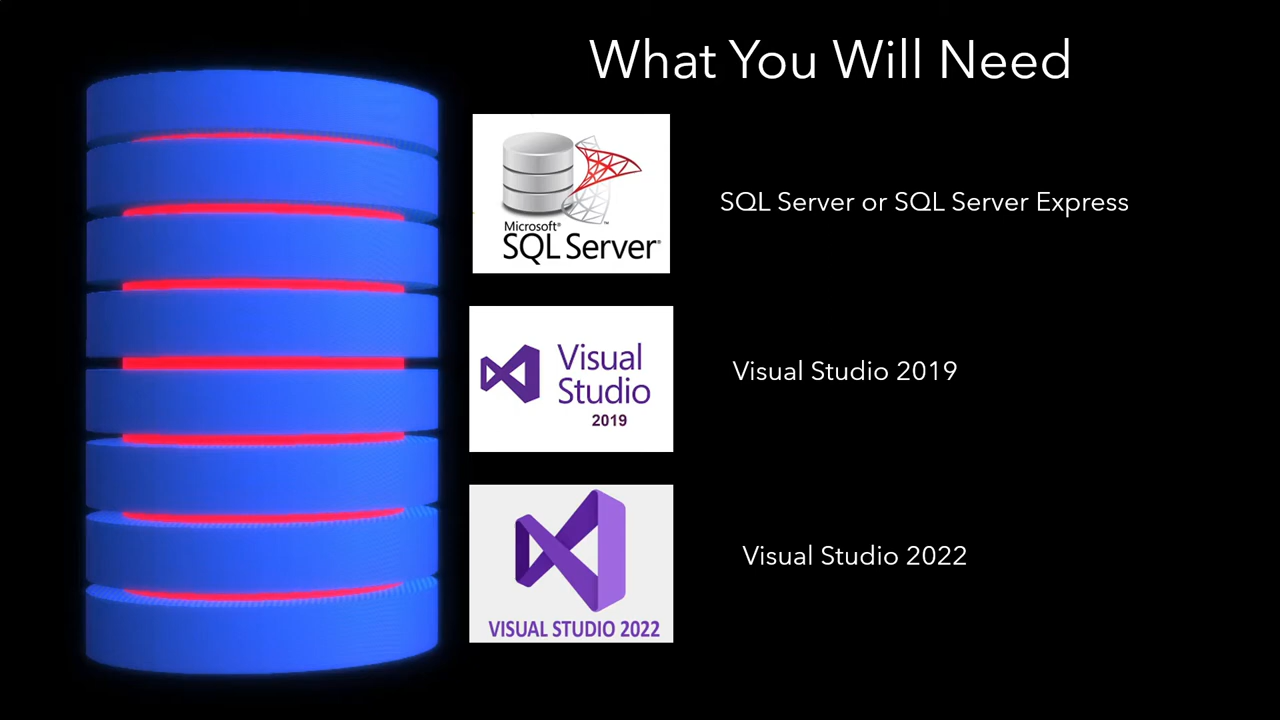 What You Will Need
Microsoft®
SQL Server®
SQL Server or SQL Server Express
Visual
Studio
2019
Visual Studio 2019
VISUAL STUDIO 2022
Visual Studio 2022